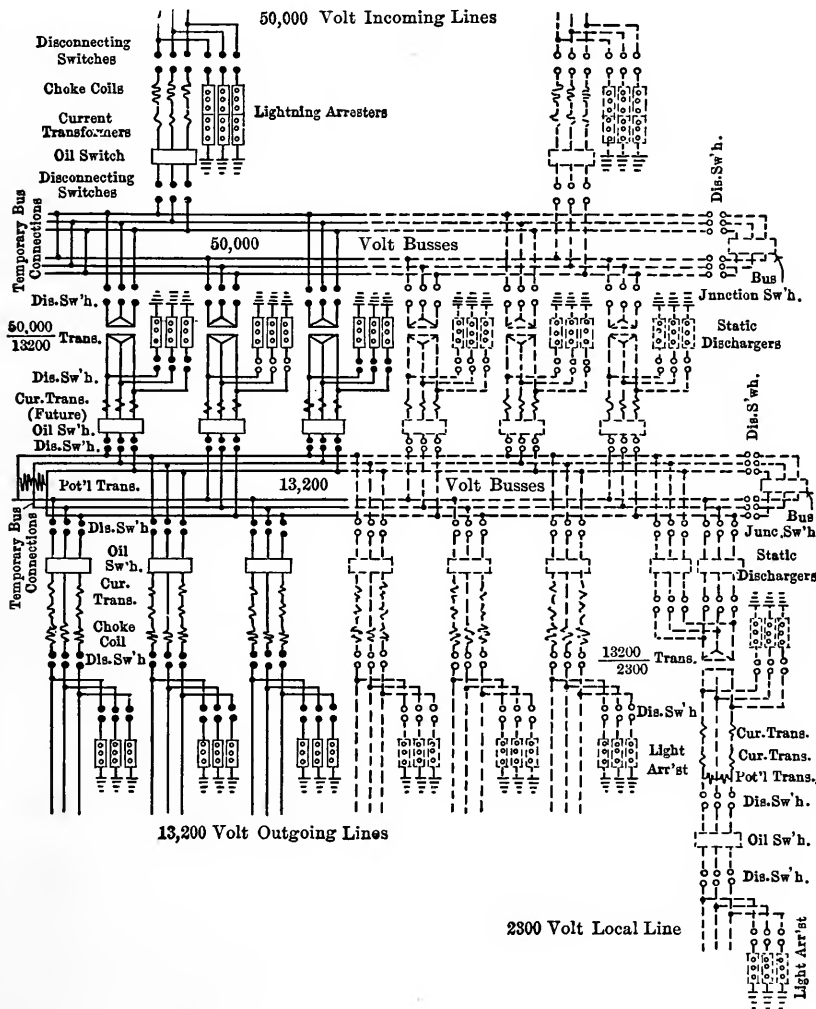 50,000 Volt Incoming Lines
Disconnecting
Switches
Choke Coils
Lightning Arresters
Current
Transformers
Oil Switch
Disconnecting
Switches
Dis.Sw'h.
Temporary Bus
Connections
50,000 Volt Busses
Bus
Junction Sw'h.
Dis.Sw'h.
50,000
13200 Trans.
Static
Dischargers
Dis.Sw'h.
Cur.Trans.
(Future)
Oil Sw'h.
Dis.Sw'h.
Dis.S'wh.
Pot'l Trans.
13,200 Volt Busses
Temporary Bus
Connections
Bus
Junc.Sw'h
Dis.Sw'h
Oil
Sw'h.
Cur.
Trans.
Choke
Coil
Dis.Sw'h
Static
Dischargers
13200
2300 Trans.
Dis.Sw'h
Light
Arr'st
Cur.Trans.
Cur.Trans.
Pot'l Trans.
Dis.Sw'h.
Oil Sw'h.
Dis.Sw'h.
13,200 Volt Outgoing Lines
2300 Volt Local Line
Light Arr'st